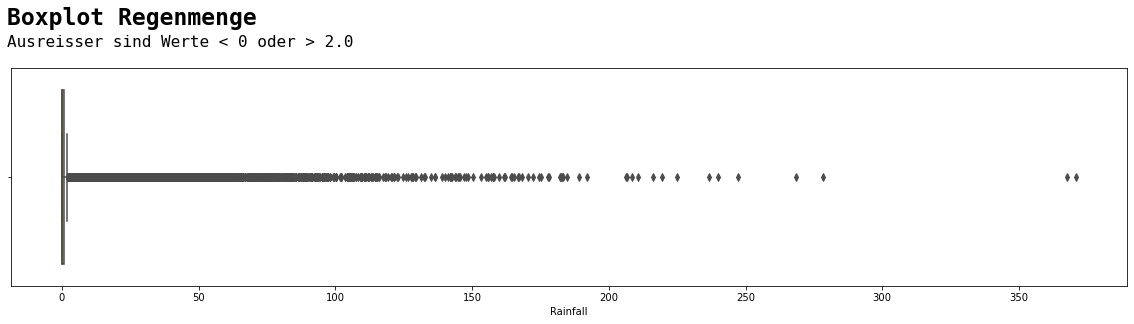 Boxplot Regenmenge
Ausreisser sind Werte < 0 oder > 2.0
0 50 100 150 200 250 300 350
Rainfall